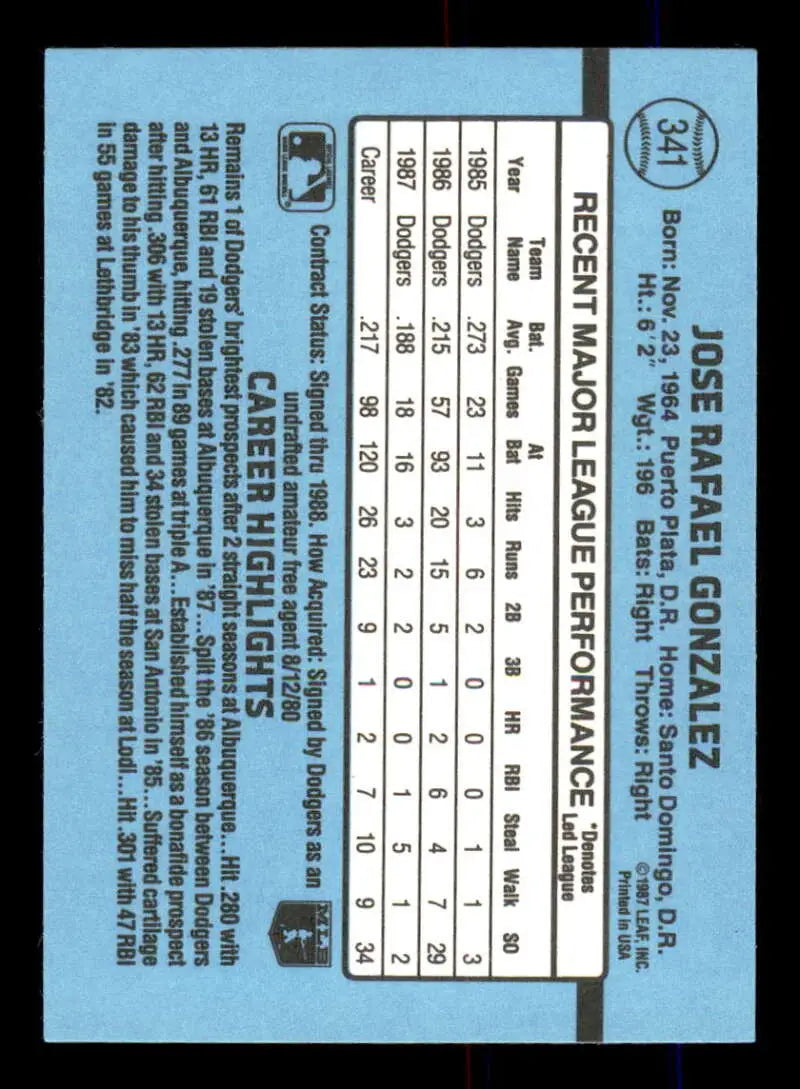 341
JOSE RAFAEL GONZALEZ
Born: Nov. 23, 1964 Puerto Plata, D.R. Home: Santo Domingo, D.R.
Ht.: 6'2" Wgt.: 196 Bats: Right Throws: Right
©1987 LEAF, INC.
Printed in USA
RECENT MAJOR LEAGUE PERFORMANCE *Denotes Led League
Year Team Name Bat. Avg. Games At Bat Hits Runs 2B 3B HR RBI Steal Walk SO
1985 Dodgers .273 23 11 3 6 2 0 0 0 1 1 3
1986 Dodgers .215 57 93 20 15 5 1 2 6 4 7 29
1987 Dodgers .188 18 16 3 2 2 0 0 1 5 1 2
Career .217 98 120 26 23 9 1 2 7 10 9 34
Contract Status: Signed thru 1988. How Acquired: Signed by Dodgers as an
undrafted amateur free agent 8/12/80
MLB
CAREER HIGHLIGHTS
Remains 1 of Dodgers' brightest prospects after 2 straight seasons at Albuquerque...Hit .280 with
13 HR, 61 RBI and 19 stolen bases at Albuquerque in '87...Split the '86 season between Dodgers
and Albuquerque, hitting .277 in 89 games at triple A...Established himself as a bonafide prospect
after hitting .306 with 13 HR, 62 RBI and 34 stolen bases at San Antonio in '85...Suffered cartilage
damage to his thumb in '83 which caused him to miss half the season at Lodi...Hit .301 with 47 RBI
in 55 games at Lethbridge in '82.